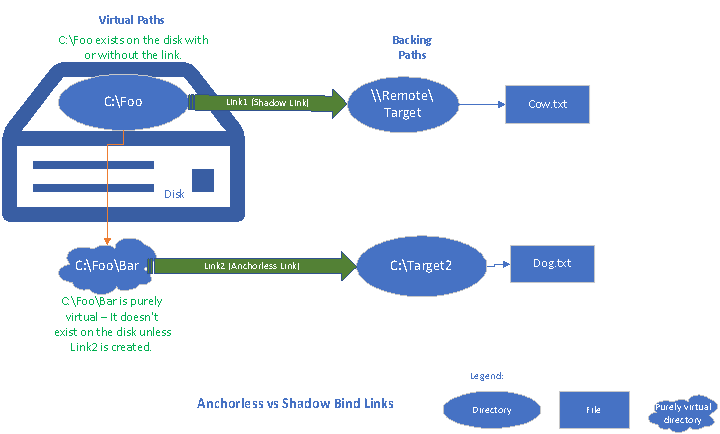 Virtual Paths
C:\Foo exists on the disk with
or without the link.
Backing
Paths
C:\Foo
Link1 (Shadow Link)
\\Remote\
Target
Cow.txt
Disk
C:\Foo\Bar
Link2 (Anchorless Link)
C:\Target2
Dog.txt
C:\Foo\Bar is purely
virtual – It doesn't
exist on the disk unless
Link2 is created.
Legend:
Anchorless vs Shadow Bind Links
Directory
File
Purely virtual
directory